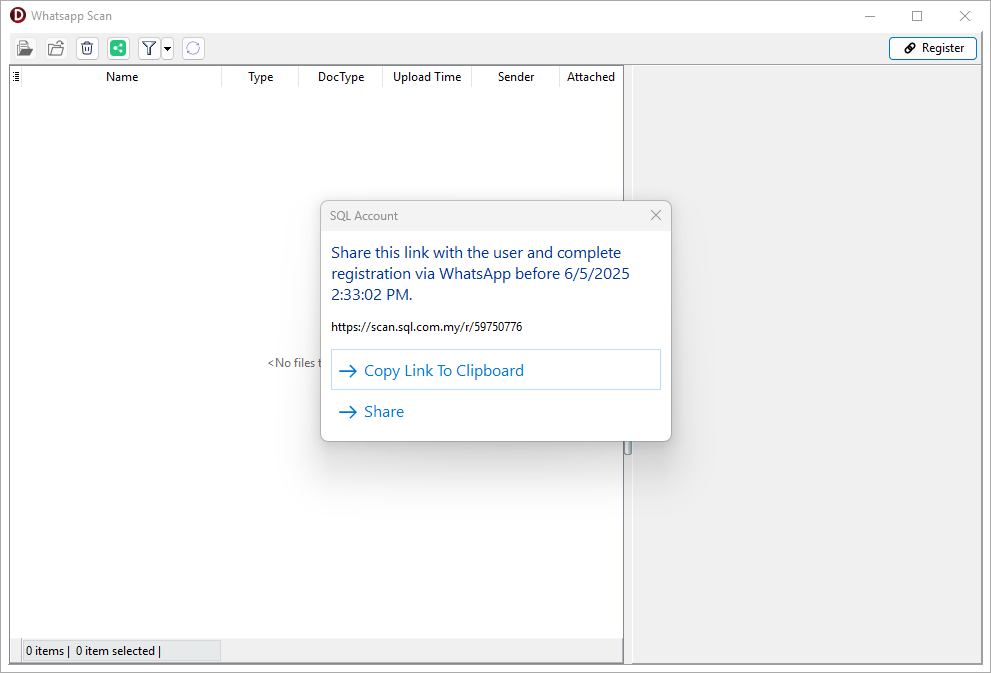 Whatsapp Scan
Register
Name Type DocType Upload Time Sender Attached
SQL Account
Share this link with the user and complete
registration via WhatsApp before 6/5/2025
2:33:02 PM.
https://scan.sql.com.my/r/59750776
<No files
Copy Link To Clipboard
Share
0 items | 0 item selected |